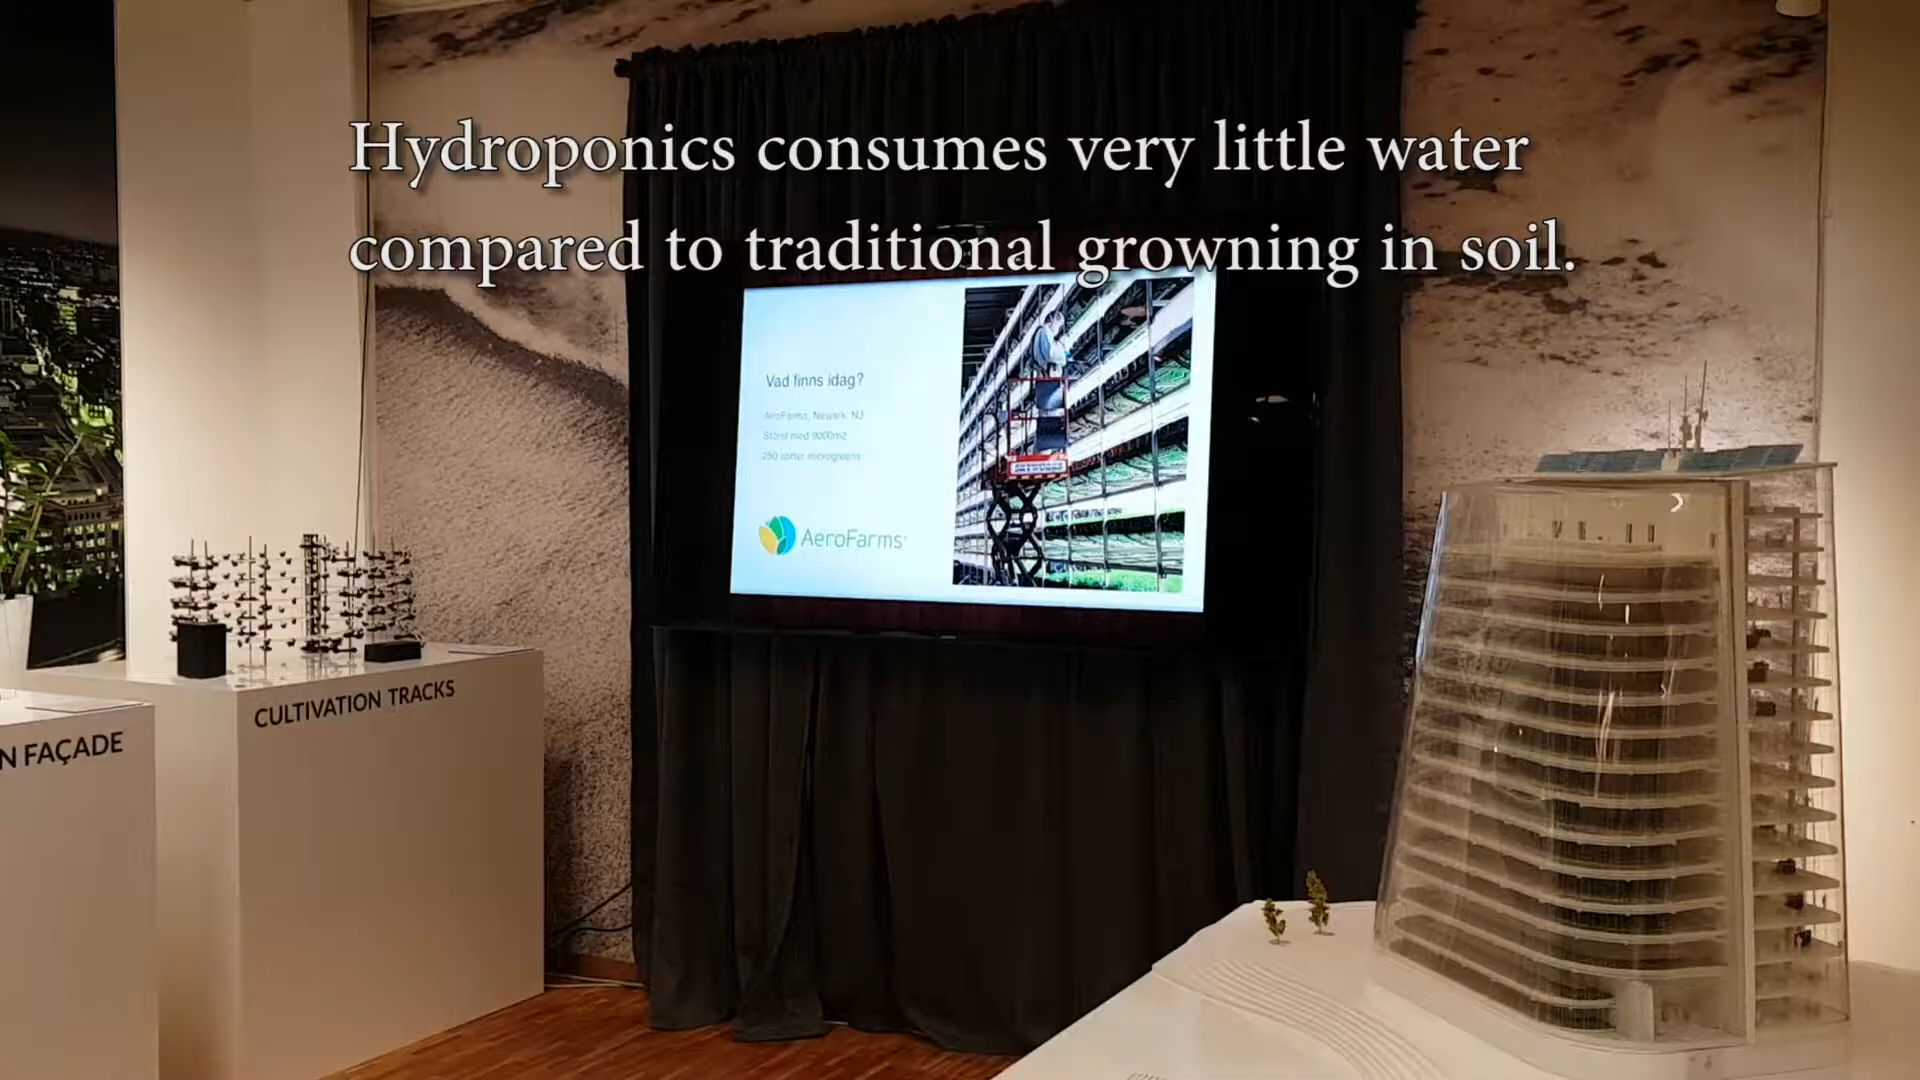 Hydroponics consumes very little water
compared to traditional growning in soil.
Vad finns idag?
AeroFarms, Newark, NJ
Störst med 9000m2
250 sorter microgreens
AeroFarms
CULTIVATION TRACKS
N FAÇADE